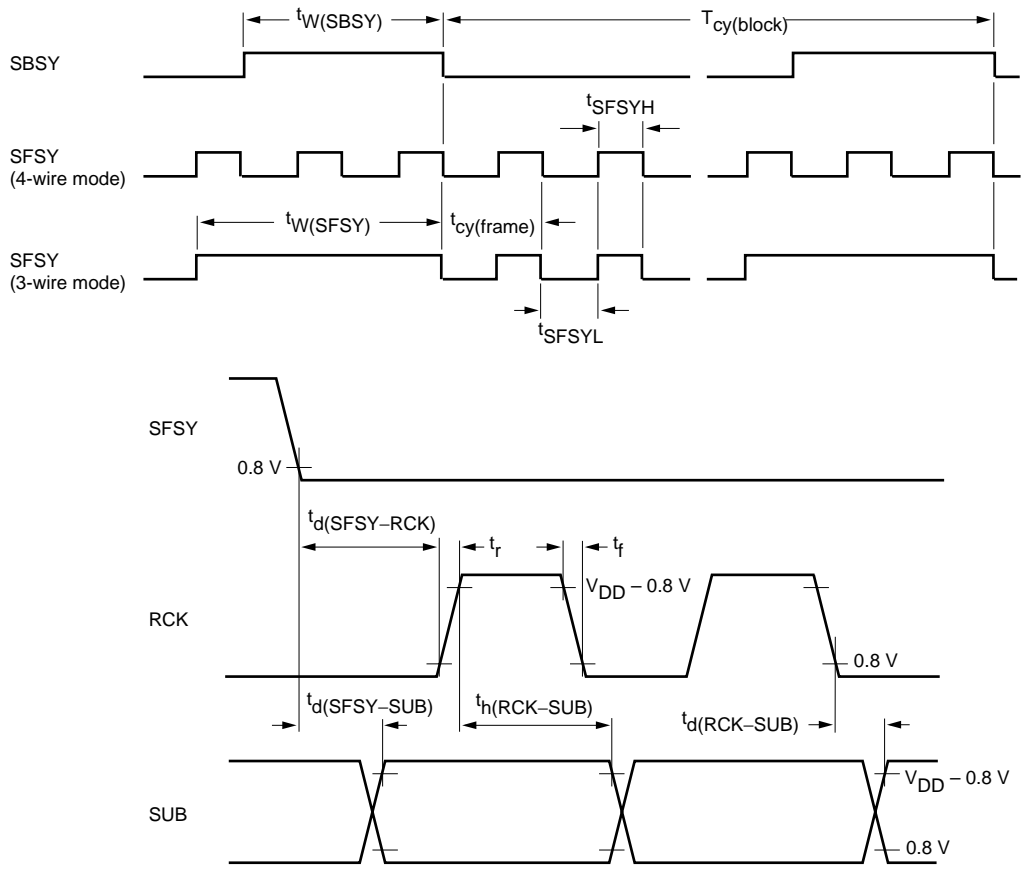 tW(SBSY)
Tcy(block)
SBSY
tSFSYH
SFSY
(4-wire mode)
tW(SFSY)
tcy(frame)
SFSY
(3-wire mode)
tSFSYL
SFSY
0.8 V
td(SFSY−RCK)
tr
tf
VDD − 0.8 V
RCK
0.8 V
td(SFSY−SUB)
th(RCK−SUB)
td(RCK−SUB)
VDD − 0.8 V
SUB
0.8 V